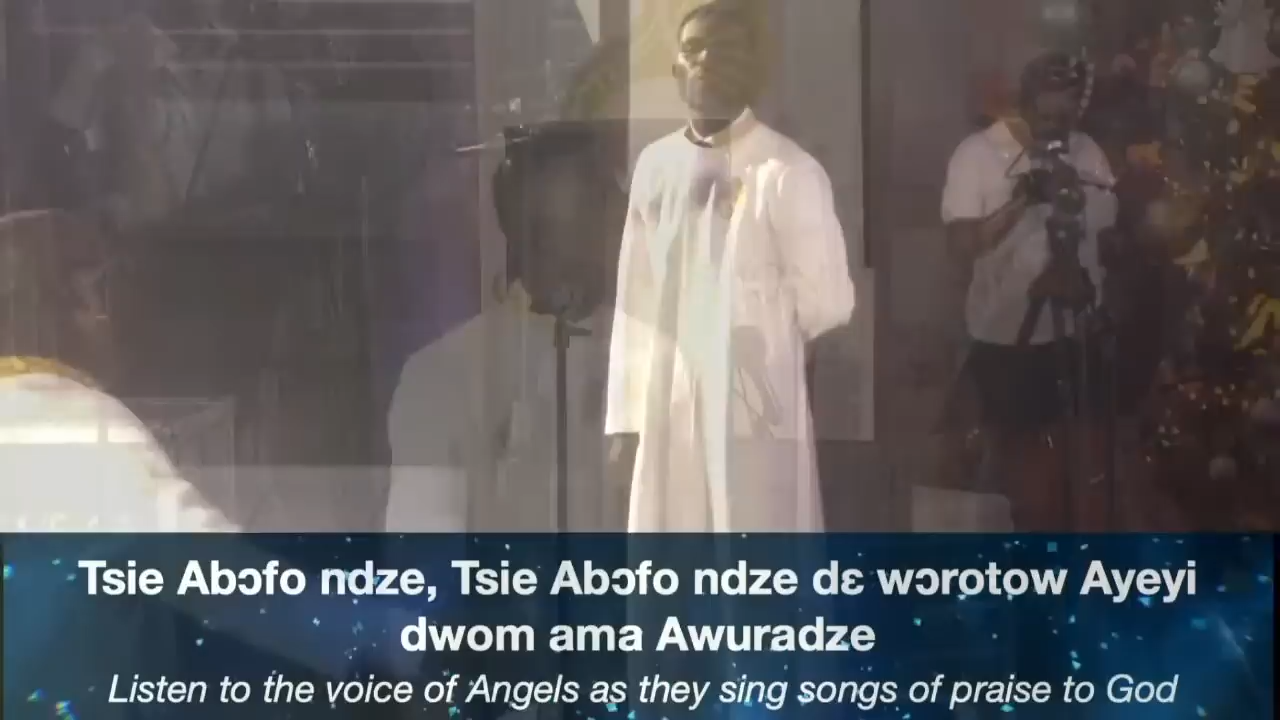 Tsie Abɔfo ndze, Tsie Abɔfo ndze dɛ wɔrotow Ayeyi
dwom ama Awuradze
Listen to the voice of Angels as they sing songs of praise to God